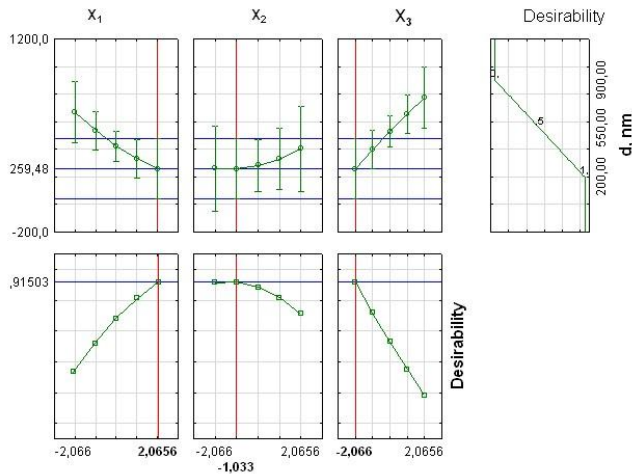 X1 X2 X3 Desirability
1200,0
259,48
-200,0
.5
1.
900,00
550,00
200,00
d, nm
,91503
Desirability
-2,066 2,0656 -2,066 2,0656 -2,066 2,0656
-1,033